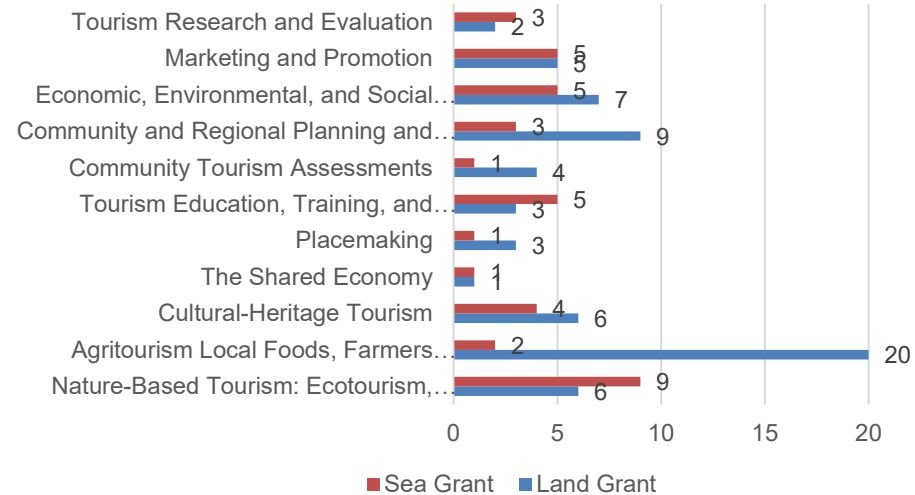 Tourism Research and Evaluation 3 2
Marketing and Promotion 5 5
Economic, Environmental, and Social… 5 7
Community and Regional Planning and… 3 9
Community Tourism Assessments 1 4
Tourism Education, Training, and … 5 3
Placemaking 1 3
The Shared Economy 1 1
Cultural-Heritage Tourism 4 6
Agritourism Local Foods, Farmers… 2 20
Nature-Based Tourism: Ecotourism,… 9 6
0 5 10 15 20
Sea Grant Land Grant